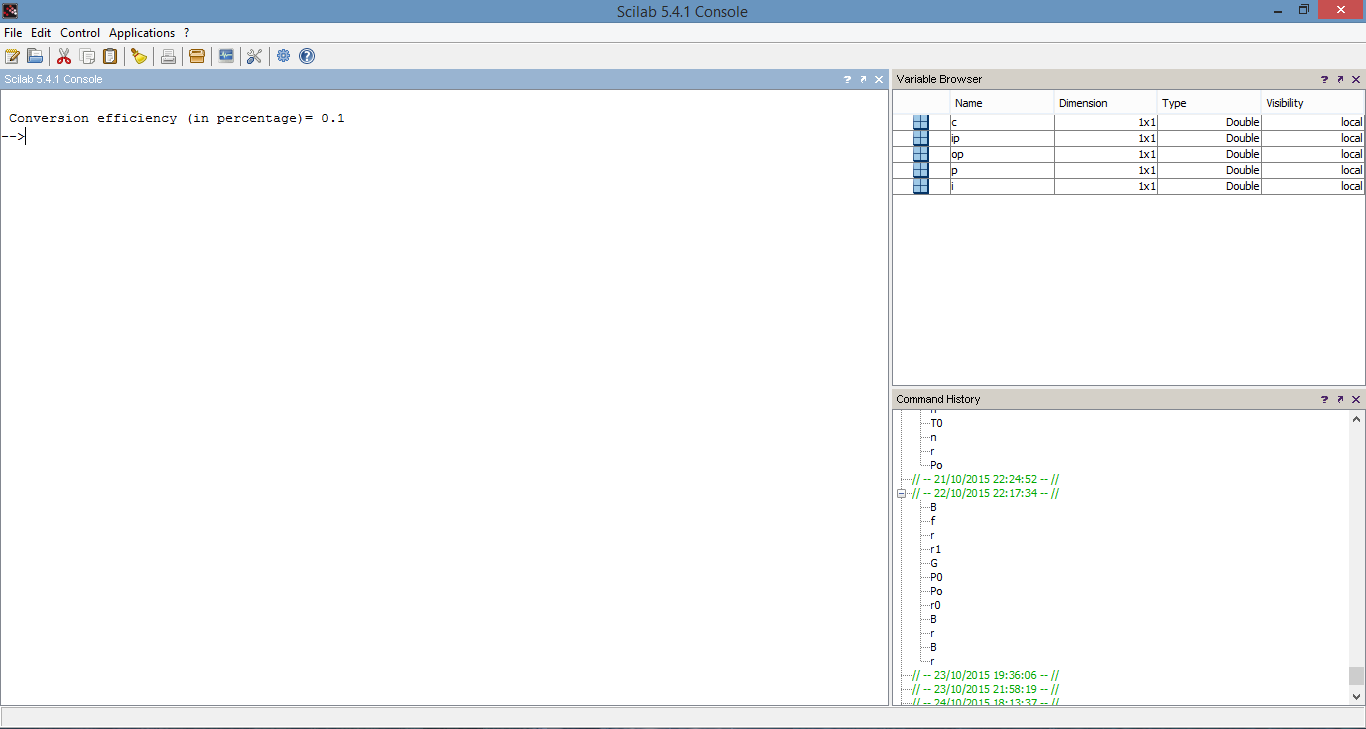 Scilab 5.4.1 Console
File Edit Control Applications ?
Scilab 5.4.1 Console
Conversion efficiency (in percentage)= 0.1
-->
Variable Browser
Name Dimension Type Visibility
c 1x1 Double local
ip 1x1 Double local
op 1x1 Double local
p 1x1 Double local
i 1x1 Double local
Command History
T0
n
r
Po
// -- 21/10/2015 22:24:52 -- //
// -- 22/10/2015 22:17:34 -- //
B
f
r
r1
G
P0
Po
r0
B
r
B
r
// -- 23/10/2015 19:36:06 -- //
// -- 23/10/2015 21:58:19 -- //
// -- 24/10/2015 18:13:37 -- //